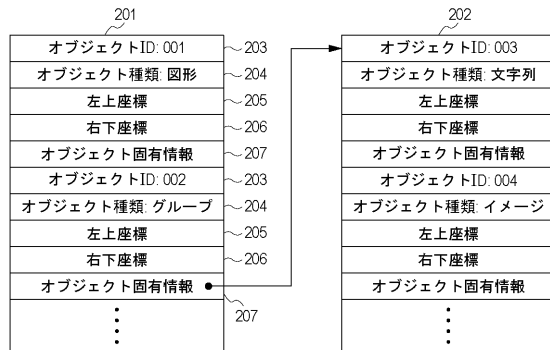 201
オブジェクトID: 001
203
オブジェクト種類: 図形
204
左上座標
205
右下座標
206
オブジェクト固有情報
207
オブジェクトID: 002
203
オブジェクト種類: グループ
204
左上座標
205
右下座標
206
オブジェクト固有情報
207
202
オブジェクトID: 003
オブジェクト種類: 文字列
左上座標
右下座標
オブジェクト固有情報
オブジェクトID: 004
オブジェクト種類: イメージ
左上座標
右下座標
オブジェクト固有情報